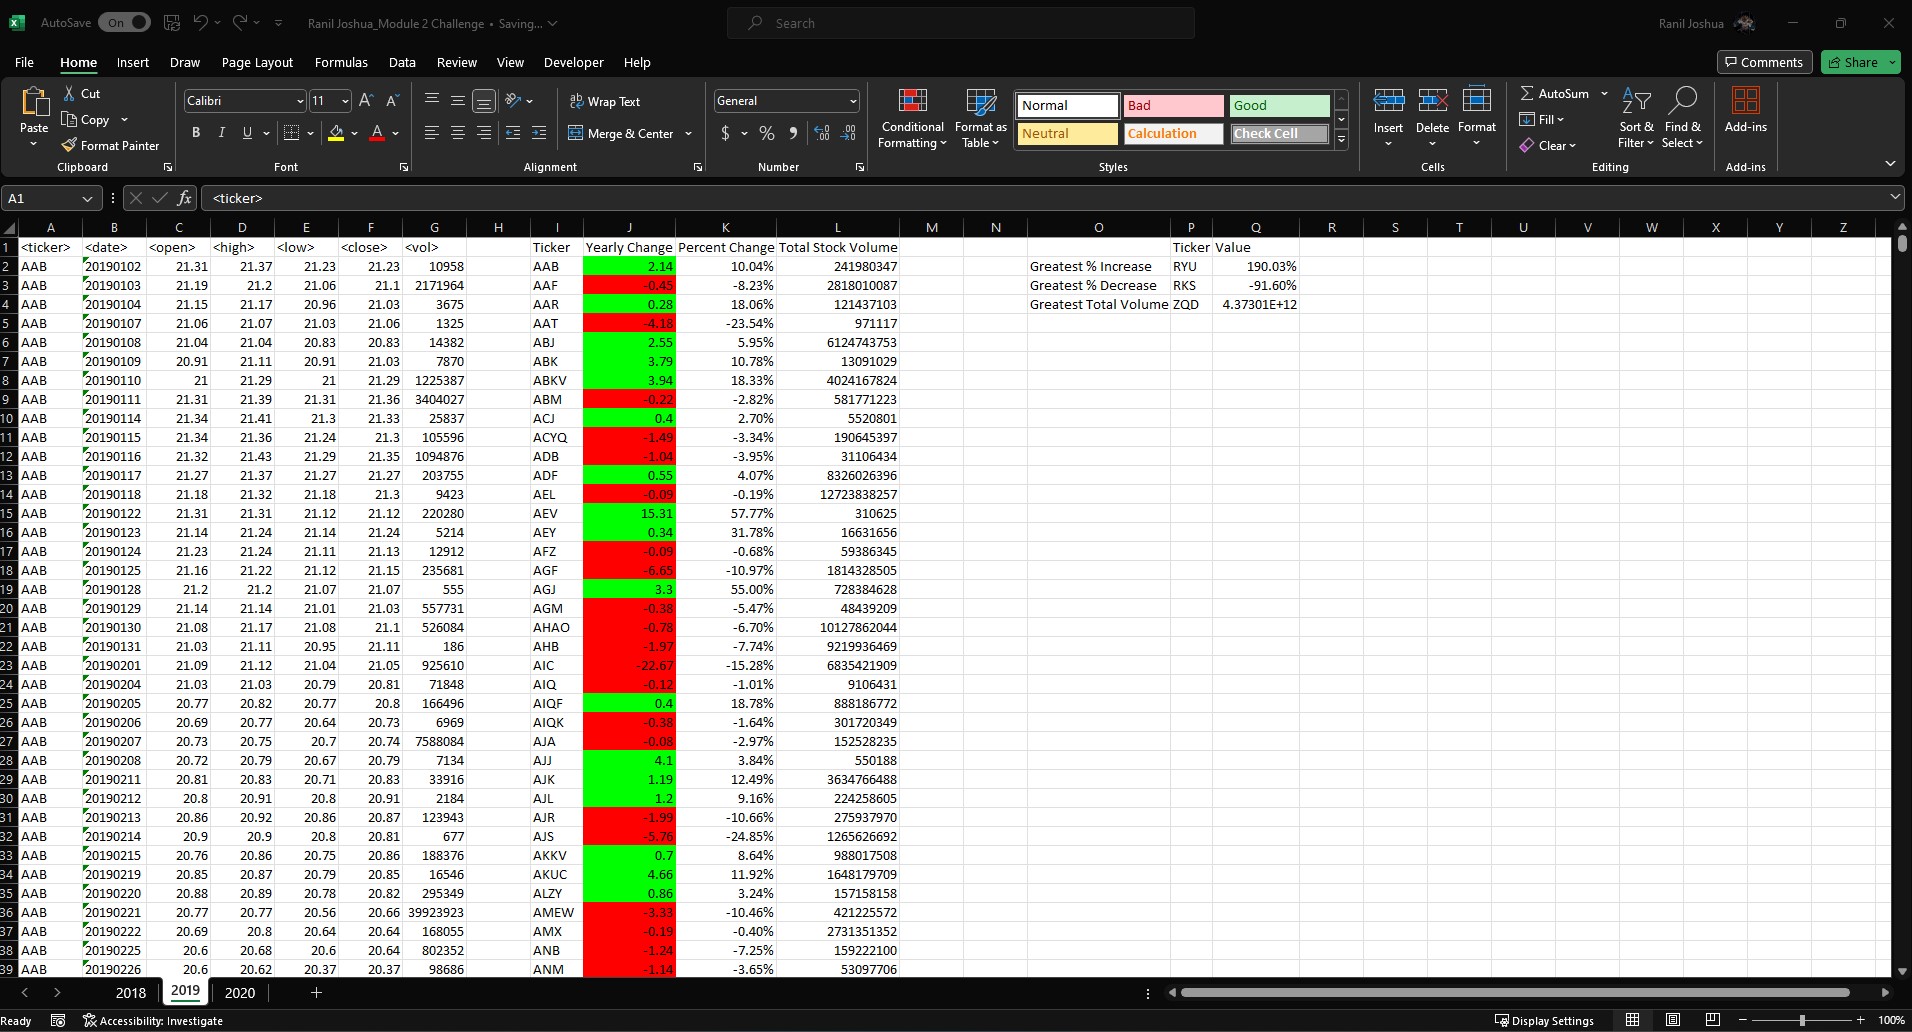 AutoSave On Ranil Joshua_Module 2 Challenge • Saving... Search Ranil Joshua
File Home Insert Draw Page Layout Formulas Data Review View Developer Help Comments Share
Cut
Copy
Format Painter
Paste
Clipboard
Calibri 11
B I U
Font
Wrap Text
Merge & Center
Alignment
General
$ % 9
Number
Conditional Formatting
Format as Table
Normal Bad Good
Neutral Calculation Check Cell
Styles
Insert Delete Format
Cells
AutoSum
Fill
Clear
Sort & Filter
Find & Select
Editing
Add-ins
Add-ins
A1 fx <ticker>
A B C D E F G H I J K L M N O P Q R S T U V W X Y Z
1 <ticker> <date> <open> <high> <low> <close> <vol> Ticker Yearly Change Percent Change Total Stock Volume Ticker Value
2 AAB 20190102 21.31 21.37 21.23 21.23 10958 AAB 2.14 10.04% 241980347 Greatest % Increase RYU 190.03%
3 AAB 20190103 21.19 21.2 21.06 21.1 2171964 AAF -0.45 -8.23% 2818010087 Greatest % Decrease RKS -91.60%
4 AAB 20190104 21.15 21.17 20.96 21.03 3675 AAR 0.28 18.06% 121437103 Greatest Total Volume ZQD 4.37301E+12
5 AAB 20190107 21.06 21.07 21.03 21.06 1325 AAT -4.18 -23.54% 971117
6 AAB 20190108 21.04 21.04 20.83 20.83 14382 ABJ 2.55 5.95% 6124743753
7 AAB 20190109 20.91 21.11 20.91 21.03 7870 ABK 3.79 10.78% 13091029
8 AAB 20190110 21 21.29 21 21.29 1225387 ABKV 3.94 18.33% 4024167824
9 AAB 20190111 21.31 21.39 21.31 21.36 3404027 ABM -0.22 -2.82% 581771223
10 AAB 20190114 21.34 21.41 21.3 21.33 25837 ACJ 0.4 2.70% 5520801
11 AAB 20190115 21.34 21.36 21.24 21.3 105596 ACYQ -1.49 -3.34% 190645397
12 AAB 20190116 21.32 21.43 21.29 21.35 1094876 ADB -1.04 -3.95% 31106434
13 AAB 20190117 21.27 21.37 21.27 21.27 203755 ADF 0.55 4.07% 8326026396
14 AAB 20190118 21.18 21.32 21.18 21.3 9423 AEL -0.09 -0.19% 12723838257
15 AAB 20190122 21.31 21.31 21.12 21.12 220280 AEV 15.31 57.77% 310625
16 AAB 20190123 21.14 21.24 21.14 21.24 5214 AEY 0.34 31.78% 16631656
17 AAB 20190124 21.23 21.24 21.11 21.13 12912 AFZ -0.09 -0.68% 59386345
18 AAB 20190125 21.16 21.22 21.12 21.15 235681 AGF -6.65 -10.97% 1814328505
19 AAB 20190128 21.2 21.2 21.07 21.07 555 AGJ 3.3 55.00% 728384628
20 AAB 20190129 21.14 21.14 21.01 21.03 557731 AGM -0.38 -5.47% 48439209
21 AAB 20190130 21.08 21.17 21.08 21.1 526084 AHAO -0.78 -6.70% 10127862044
22 AAB 20190131 21.03 21.11 20.95 21.11 186 AHB -1.97 -7.74% 9219936469
23 AAB 20190201 21.09 21.12 21.04 21.05 925610 AIC -22.67 -15.28% 6835421909
24 AAB 20190204 21.03 21.03 20.79 20.81 71848 AIQ -0.12 -1.01% 9106431
25 AAB 20190205 20.77 20.82 20.77 20.8 166496 AIQF 0.4 18.78% 888186772
26 AAB 20190206 20.69 20.77 20.64 20.73 6969 AIQK -0.38 -1.64% 301720349
27 AAB 20190207 20.73 20.75 20.7 20.74 7588084 AJA -0.08 -2.97% 152528235
28 AAB 20190208 20.72 20.79 20.67 20.79 7134 AJJ 4.1 3.84% 550188
29 AAB 20190211 20.81 20.83 20.71 20.83 33916 AJK 1.19 12.49% 3634766488
30 AAB 20190212 20.8 20.91 20.8 20.91 2184 AJL 1.2 9.16% 224258605
31 AAB 20190213 20.86 20.92 20.86 20.87 123943 AJR -1.99 -10.66% 275937970
32 AAB 20190214 20.9 20.9 20.8 20.81 677 AJS -5.76 -24.85% 1265626692
33 AAB 20190215 20.76 20.86 20.75 20.86 188376 AKKV 0.7 8.64% 988017508
34 AAB 20190219 20.85 20.87 20.79 20.85 16546 AKUC 4.66 11.92% 1648179709
35 AAB 20190220 20.88 20.89 20.78 20.82 295349 ALZY 0.86 3.24% 157158158
36 AAB 20190221 20.77 20.77 20.56 20.66 39923923 AMEW -3.33 -10.46% 421225572
37 AAB 20190222 20.69 20.8 20.64 20.64 168055 AMX -0.19 -0.40% 2731351352
38 AAB 20190225 20.6 20.68 20.6 20.64 802352 ANB -1.24 -7.25% 159222100
39 AAB 20190226 20.6 20.62 20.37 20.37 98686 ANM -1.14 -3.65% 53097706
2018 2019 2020
Ready Accessibility: Investigate Display Settings 100%